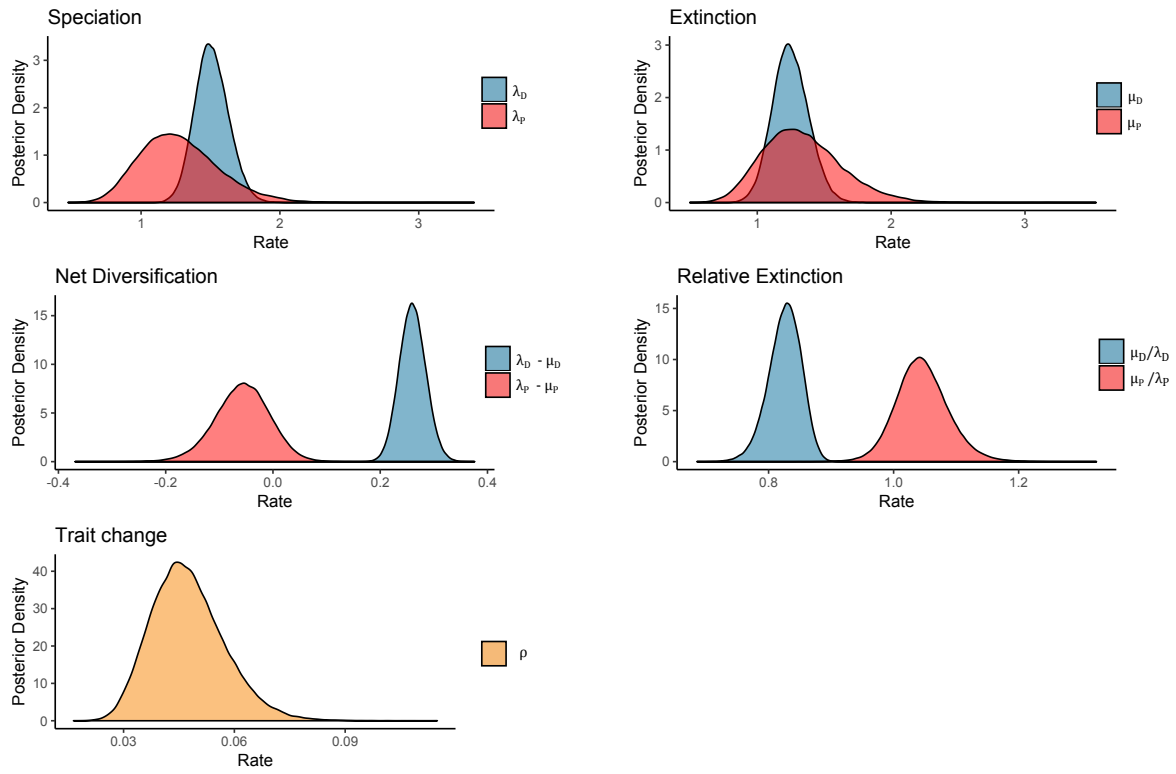 Speciation
Posterior Density
3
2
1
0
1 2 3
Rate
λD
λP
Extinction
Posterior Density
3
2
1
0
1 2 3
Rate
μD
μP
Net Diversification
Posterior Density
15
10
5
0
-0.4 -0.2 0.0 0.2 0.4
Rate
λD - μD
λP - μP
Relative Extinction
Posterior Density
15
10
5
0
0.8 1.0 1.2
Rate
μD/λD
μP/λP
Trait change
Posterior Density
40
30
20
10
0
0.03 0.06 0.09
Rate
ρ